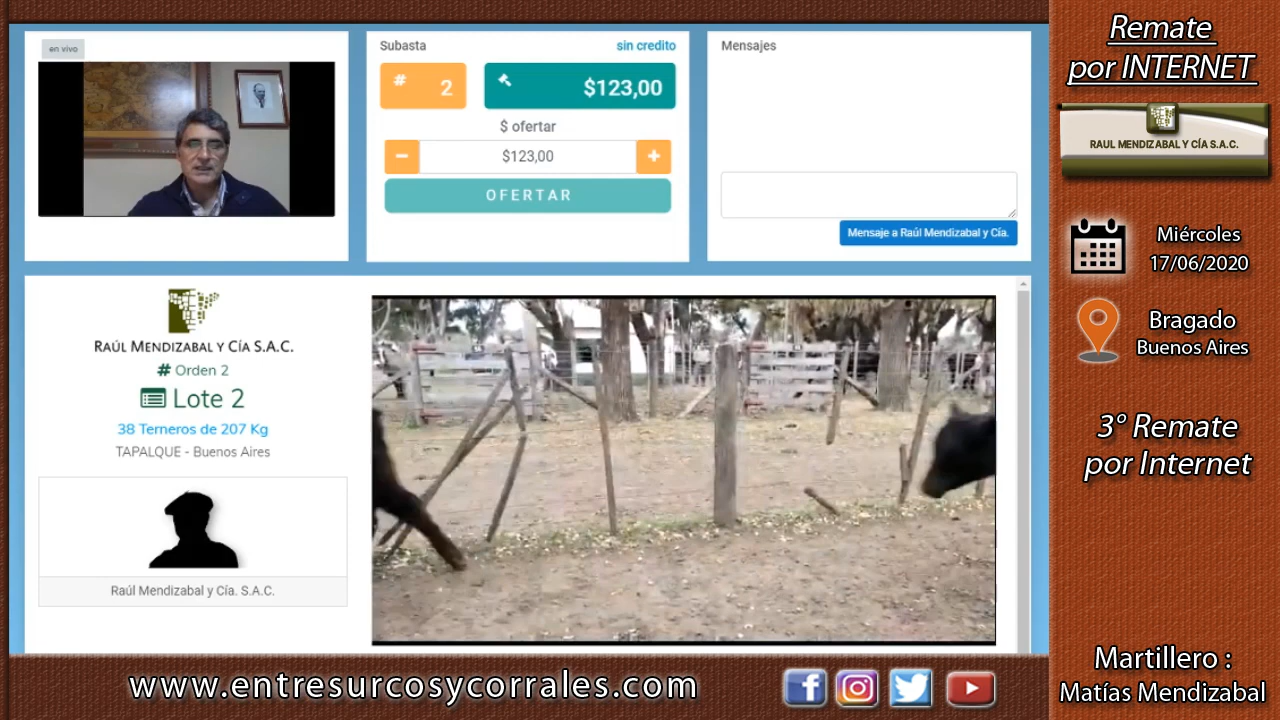 en vivo
Subasta
sin credito
# 2
$123,00
$ ofertar
− $123,00 +
OFERTAR
Mensajes
Mensaje a Raúl Mendizabal y Cía.
RAÚL MENDIZABAL Y CÍA S.A.C.
# Orden 2
Lote 2
38 Terneros de 207 Kg
TAPALQUE - Buenos Aires
Raúl Mendizabal y Cía. S.A.C.
Remate
por INTERNET
RAUL MENDIZABAL Y CÍA S.A.C.
Miércoles
17/06/2020
Bragado
Buenos Aires
3° Remate
por Internet
Martillero :
Matías Mendizabal
www.entresurcosycorrales.com